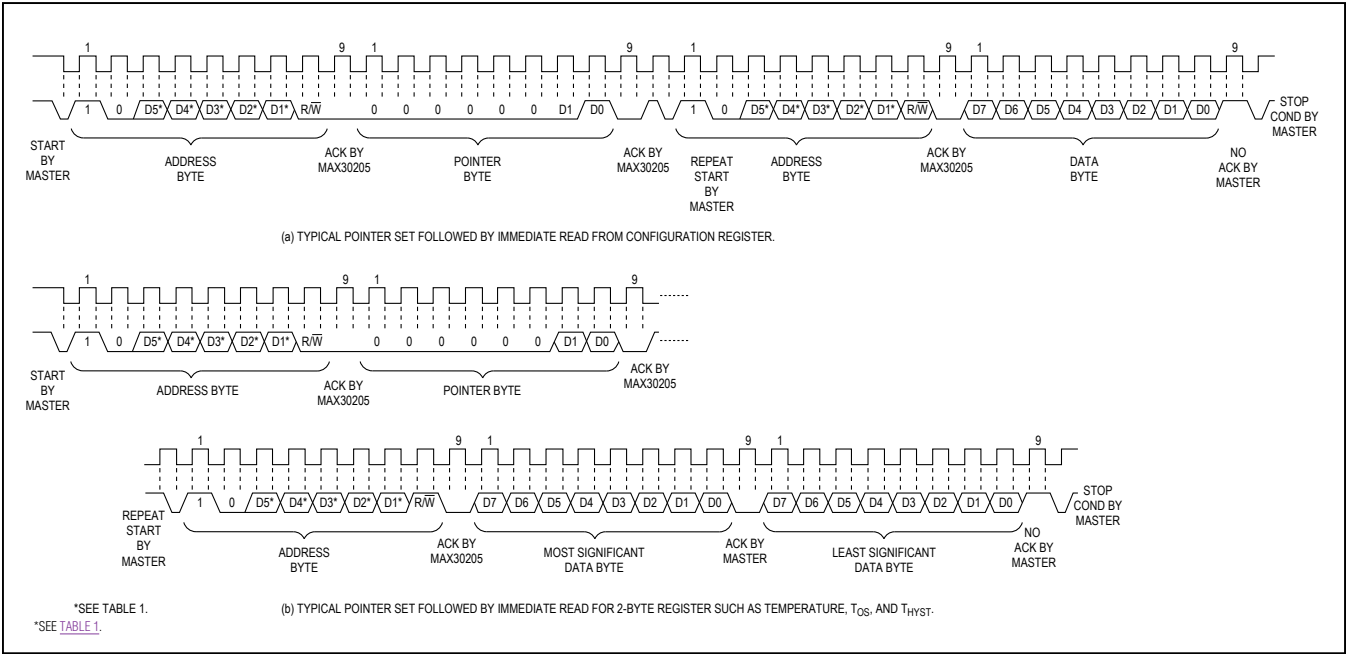 1 9 1 9 1 9 1 9
1 0 D5* D4* D3* D2* D1* R/W̅ 0 0 0 0 0 0 D1 D0 1 0 D5* D4* D3* D2* D1* R/W̅ D7 D6 D5 D4 D3 D2 D1 D0
START
BY
MASTER
ADDRESS
BYTE
ACK BY
MAX30205
POINTER
BYTE
ACK BY
MAX30205
REPEAT
START
BY
MASTER
ADDRESS
BYTE
ACK BY
MAX30205
DATA
BYTE
NO
ACK BY
MASTER
STOP
COND BY
MASTER
(a) TYPICAL POINTER SET FOLLOWED BY IMMEDIATE READ FROM CONFIGURATION REGISTER.
1 9 1 9
1 0 D5* D4* D3* D2* D1* R/W̅ 0 0 0 0 0 0 D1 D0
START
BY
MASTER
ADDRESS BYTE
ACK BY
MAX30205
POINTER BYTE
ACK BY
MAX30205
1 9 1 9 1 9
1 0 D5* D4* D3* D2* D1* R/W̅ D7 D6 D5 D4 D3 D2 D1 D0 D7 D6 D5 D4 D3 D2 D1 D0
REPEAT
START
BY
MASTER
ADDRESS
BYTE
ACK BY
MAX30205
MOST SIGNIFICANT
DATA BYTE
ACK BY
MASTER
LEAST SIGNIFICANT
DATA BYTE
NO
ACK BY
MASTER
STOP
COND BY
MASTER
*SEE TABLE 1.
(b) TYPICAL POINTER SET FOLLOWED BY IMMEDIATE READ FOR 2-BYTE REGISTER SUCH AS TEMPERATURE, TOS, AND THYST.
*SEE TABLE 1.